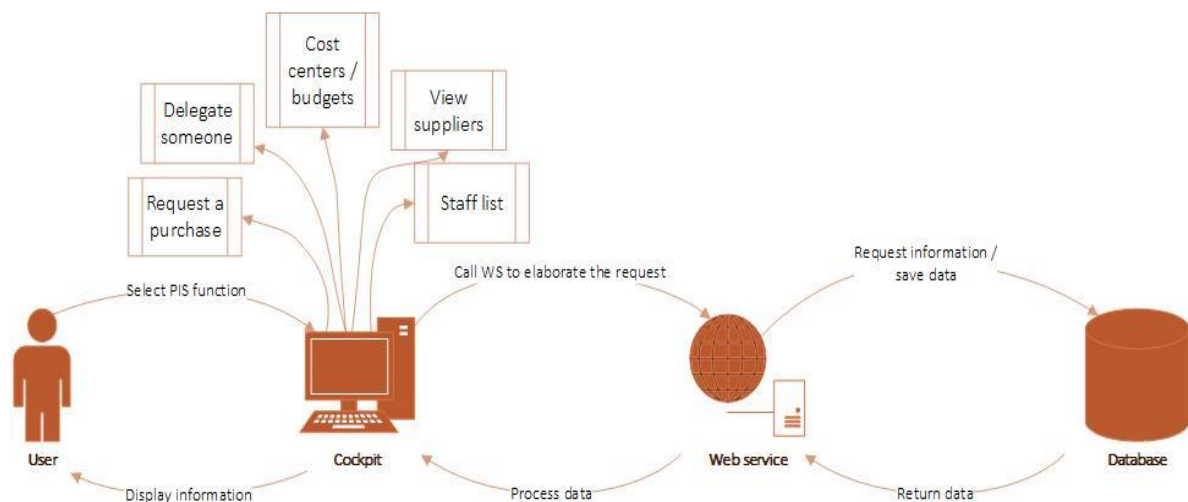 Cost
centers /
budgets
Delegate
someone
View
suppliers
Request a
purchase
Staff list
Select PIS function
Call WS to elaborate the request
Request information /
save data
User
Cockpit
Web service
Database
Display information
Process data
Return data